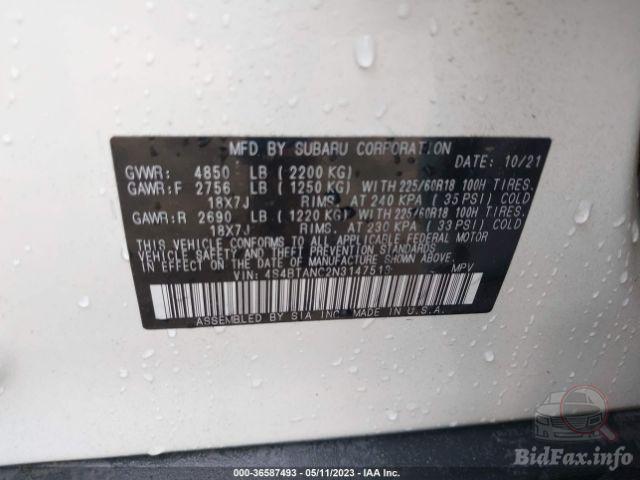 MFD BY SUBARU CORPORATION
DATE: 10/21
GVWR: 4850 LB (2200 KG)
GAWR:F 2756 LB (1250 KG) WITH 225/60R18 100H TIRES.
18X7J RIMS. AT 240 KPA (35 PSI) COLD
GAWR:R 2690 LB (1220 KG) WITH 225/60R18 100H TIRES.
18X7J RIMS. AT 230 KPA (33 PSI) COLD
THIS VEHICLE CONFORMS TO ALL APPLICABLE FEDERAL MOTOR
VEHICLE SAFETY AND THEFT PREVENTION STANDARDS
IN EFFECT ON THE DATE OF MANUFACTURE SHOWN ABOVE.
VIN: MPV
ASSEMBLED BY SIA INC. MADE IN U.S.A.
© 000-36587493 - 05/11/2023 - IAA Inc.
BidFax.info